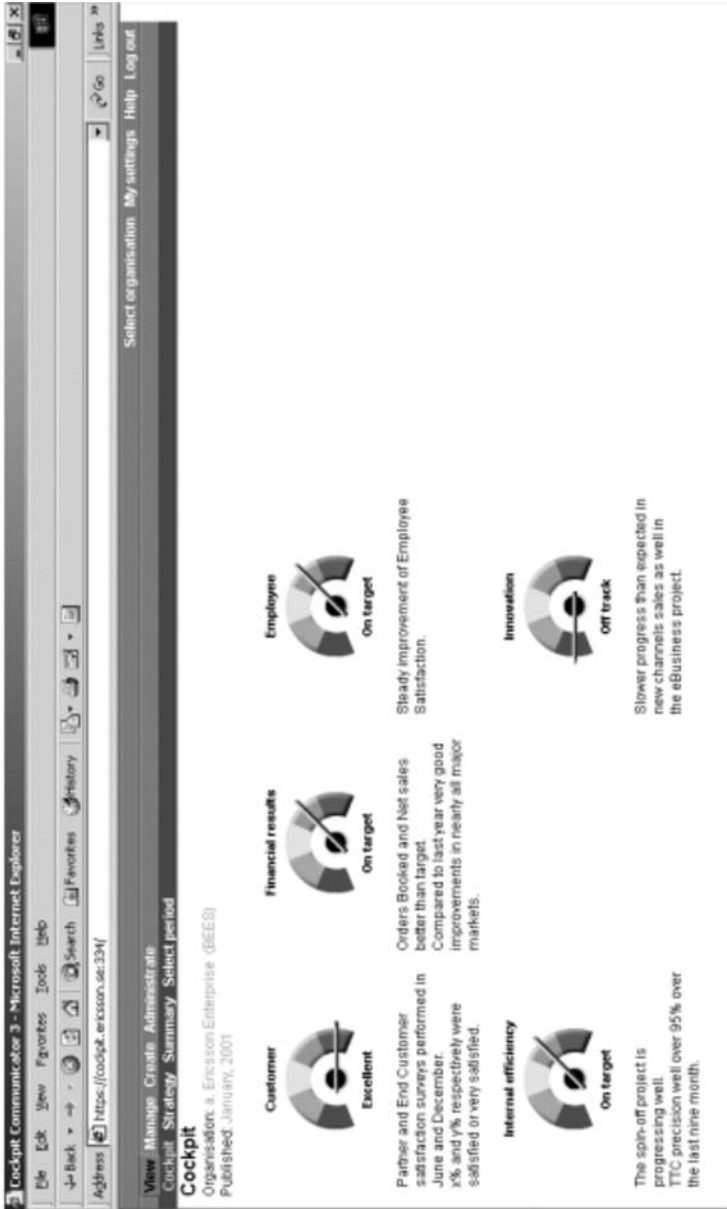 Cockpit Communicator 3 - Microsoft Internet Explorer
File Edit View Favorites Tools Help
Back Search Favorites History
Address https://cockpit.ericsson.se:334/ Go Links »
Select organisation My settings Help Log out
View Manage Create Administrate
Cockpit Strategy Summary Select period
Cockpit
Organisation: a. Ericsson Enterprise (BEES)
Published: January, 2001
Customer
Excellent
Partner and End Customer
satisfaction surveys performed in
June and December.
x% and y% respectively were
satisfied or very satisfied.
Financial results
On target
Orders Booked and Net sales
better than target.
Compared to last year very good
improvements in nearly all major
markets.
Employee
On target
Steady improvement of Employee
Satisfaction.
Internal efficiency
On target
The spin-off project is
progressing well.
TTC precision well over 95% over
the last nine month.
Innovation
Off track
Slower progress than expected in
new channels sales as well in
the eBusiness project.